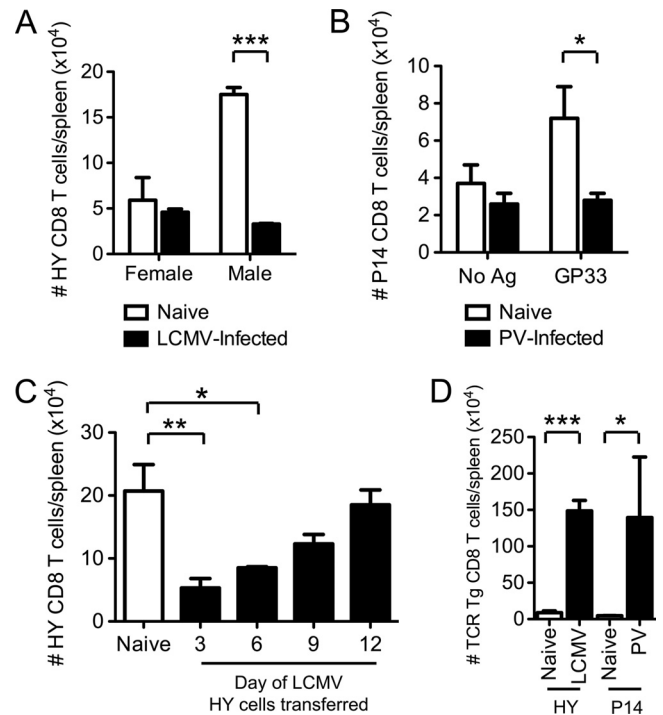 A
# HY CD8 T cells/spleen (x10⁴)
***
20
15
10
5
0
Female
Male
Naive
LCMV-Infected
B
# P14 CD8 T cells/spleen (x10⁴)
*
10
8
6
4
2
0
No Ag
GP33
Naive
PV-Infected
C
# HY CD8 T cells/spleen (x10⁴)
*
**
30
20
10
0
Naive
3
6
9
12
Day of LCMV
HY cells transferred
D
# TCR Tg CD8 T cells/spleen (x10⁴)
***
*
250
200
150
100
50
0
Naive
LCMV
Naive
PV
HY
P14